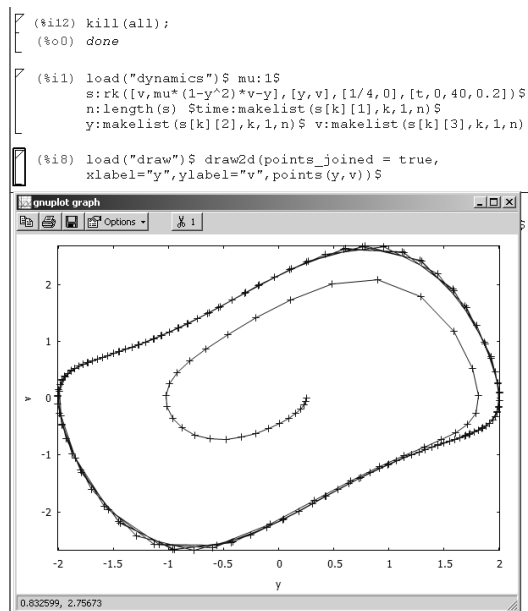 (%i12) kill(all);
(%o0) done
(%i1) load("dynamics")$ mu:1$
s:rk([v,mu*(1-y^2)*v-y],[y,v],[1/4,0],[t,0,40,0.2])$
n:length(s) $time:makelist(s[k][1],k,1,n)$
y:makelist(s[k][2],k,1,n)$ v:makelist(s[k][3],k,1,n)
(%i8) load("draw")$ draw2d(points_joined = true,
xlabel="y",ylabel="v",points(y,v))$
gnuplot graph
$
Options
1
2
1
0
-1
-2
v
-2
-1.5
-1
-0.5
0
0.5
1
1.5
2
y
0.832599, 2.75673